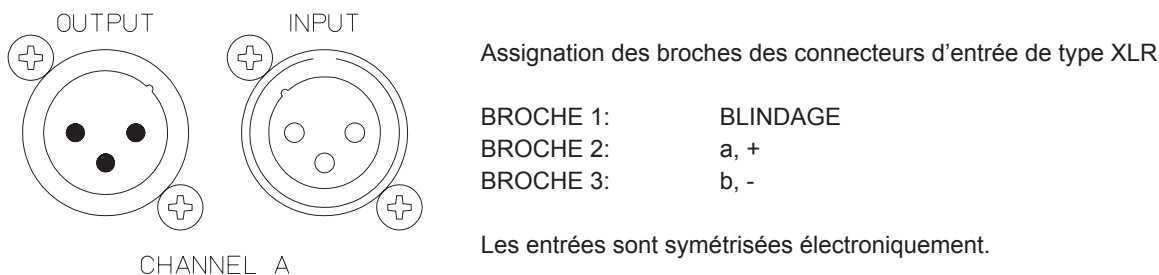 OUTPUT
INPUT
CHANNEL A
Assignation des broches des connecteurs d’entrée de type XLR
BROCHE 1: BLINDAGE
BROCHE 2: a, +
BROCHE 3: b, -
Les entrées sont symétrisées électroniquement.